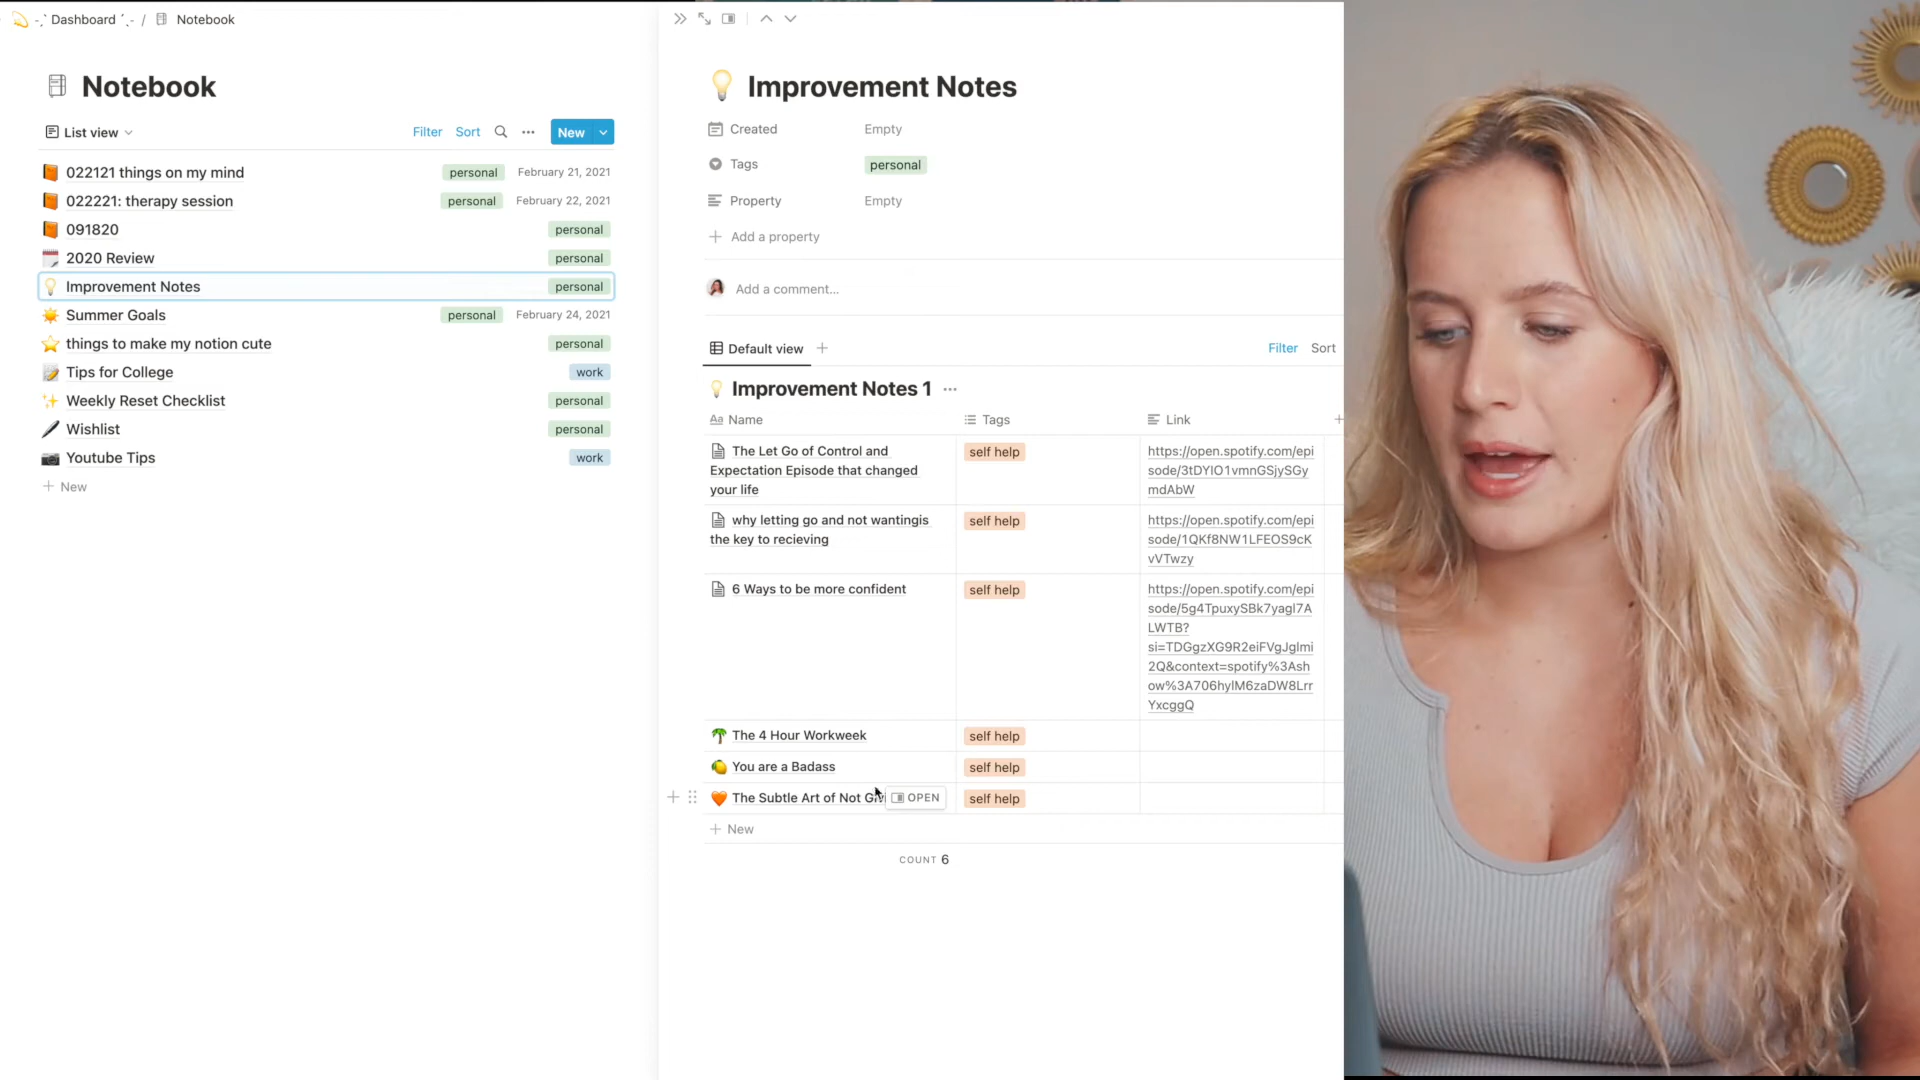 -ˏˋ Dashboard ˊˎ- / Notebook
Notebook
List view
Filter
Sort
New
022121 things on my mind personal February 21, 2021
022221: therapy session personal February 22, 2021
091820 personal
2020 Review personal
Improvement Notes personal
Summer Goals personal February 24, 2021
things to make my notion cute personal
Tips for College work
Weekly Reset Checklist personal
Wishlist personal
Youtube Tips work
New
Improvement Notes
Created Empty
Tags personal
Property Empty
Add a property
Add a comment...
Default view
Filter
Sort
Improvement Notes 1
Aa Name
Tags
Link
The Let Go of Control and
Expectation Episode that changed
your life
self help
https://open.spotify.com/epi
sode/3tDYIO1vmnGSjySGy
mdAbW
why letting go and not wantingis
the key to recieving
self help
https://open.spotify.com/epi
sode/1QKf8NW1LFEOS9cK
vVTwzy
6 Ways to be more confident
self help
https://open.spotify.com/epi
sode/5g4TpuxySBk7yagl7A
LWTB?
si=TDGgzXG9R2eiFVgJglmi
2Q&context=spotify%3Ash
ow%3A706hylM6zaDW8Lrr
YxcggQ
The 4 Hour Workweek self help
You are a Badass self help
The Subtle Art of Not OPEN self help
New
COUNT 6